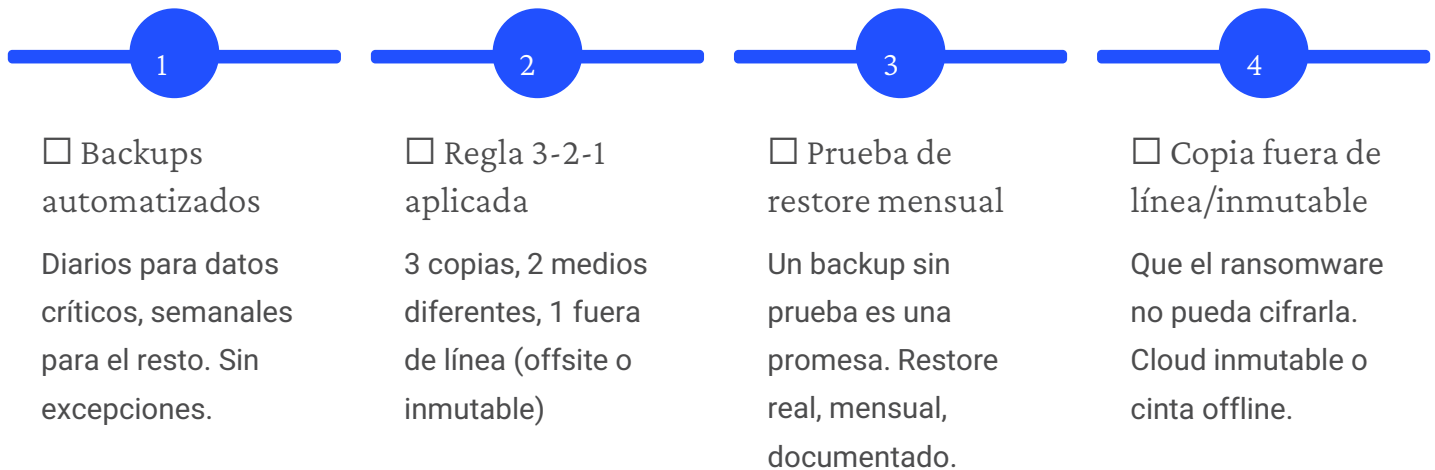 1
☐ Backups
automatizados
Diarios para datos
críticos, semanales
para el resto. Sin
excepciones.
2
☐ Regla 3-2-1
aplicada
3 copias, 2 medios
diferentes, 1 fuera
de línea (offsite o
inmutable)
3
☐ Prueba de
restore mensual
Un backup sin
prueba es una
promesa. Restore
real, mensual,
documentado.
4
☐ Copia fuera de
línea/inmutable
Que el ransomware
no pueda cifrarla.
Cloud inmutable o
cinta offline.